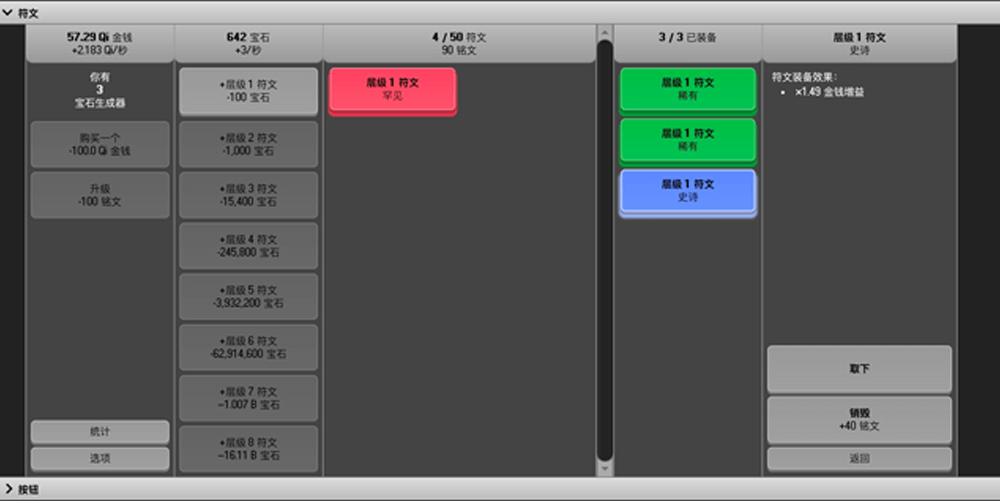 符文
57.29 Qi 金钱
+2.183 Qi/秒
642 宝石
+3/秒
4 / 50 符文
90 铭文
3 / 3 已装备
层级 1 符文
史诗
你有
3
宝石生成器
购买一个
-100.0 Qi 金钱
升级
-100 铭文
统计
选项
+层级 1 符文
-100 宝石
+层级 2 符文
-1,000 宝石
+层级 3 符文
-15,400 宝石
+层级 4 符文
-245,800 宝石
+层级 5 符文
-3,932,200 宝石
+层级 6 符文
-62,914,600 宝石
+层级 7 符文
–1.007 B 宝石
+层级 8 符文
–16.11 B 宝石
层级 1 符文
罕见
层级 1 符文
稀有
层级 1 符文
稀有
层级 1 符文
史诗
符文装备效果:
• ×1.49 金钱增益
取下
销毁
+40 铭文
返回
按钮